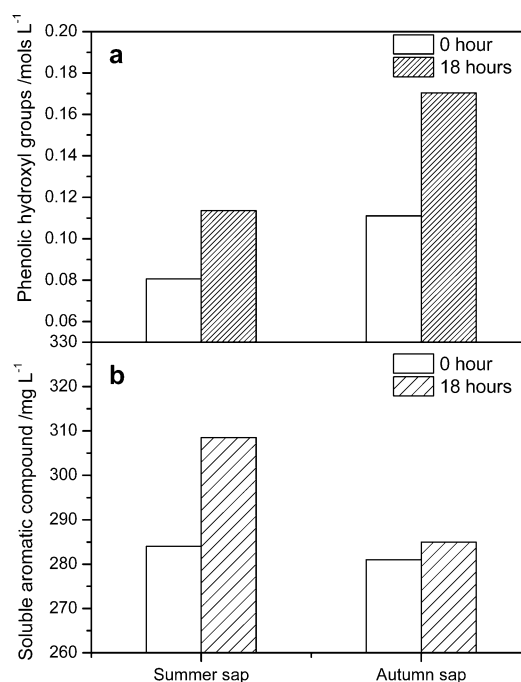 Phenolic hydroxyl groups /mols L⁻¹
0.20
0.18
0.16
0.14
0.12
0.10
0.08
0.06
a
0 hour
18 hours
Soluble aromatic compound /mg L⁻¹
330
320
310
300
290
280
270
260
b
0 hour
18 hours
Summer sap
Autumn sap